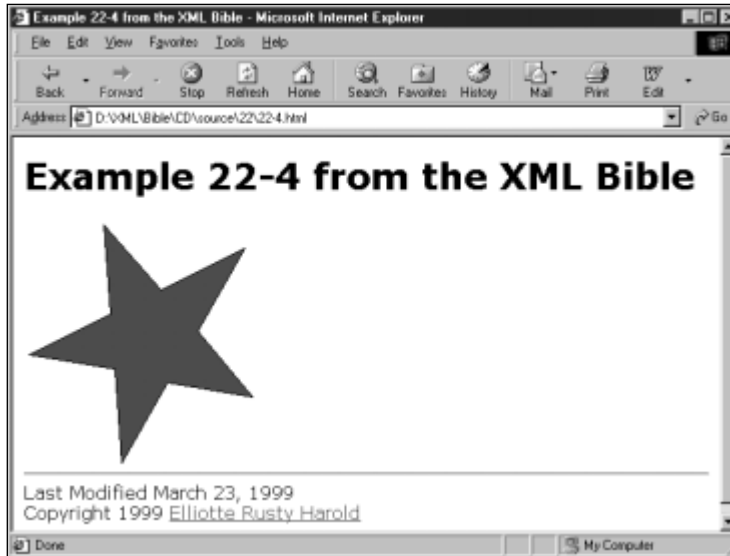 Example 22-4 from the XML Bible - Microsoft Internet Explorer
File Edit View Favorites Tools Help
Back Forward Stop Refresh Home Search Favorites History Mail Print Edit
Address D:\XML\Bible\CD\source\22\22-4.html Go
Example 22-4 from the XML Bible
Last Modified March 23, 1999
Copyright 1999 Elliotte Rusty Harold
Done My Computer